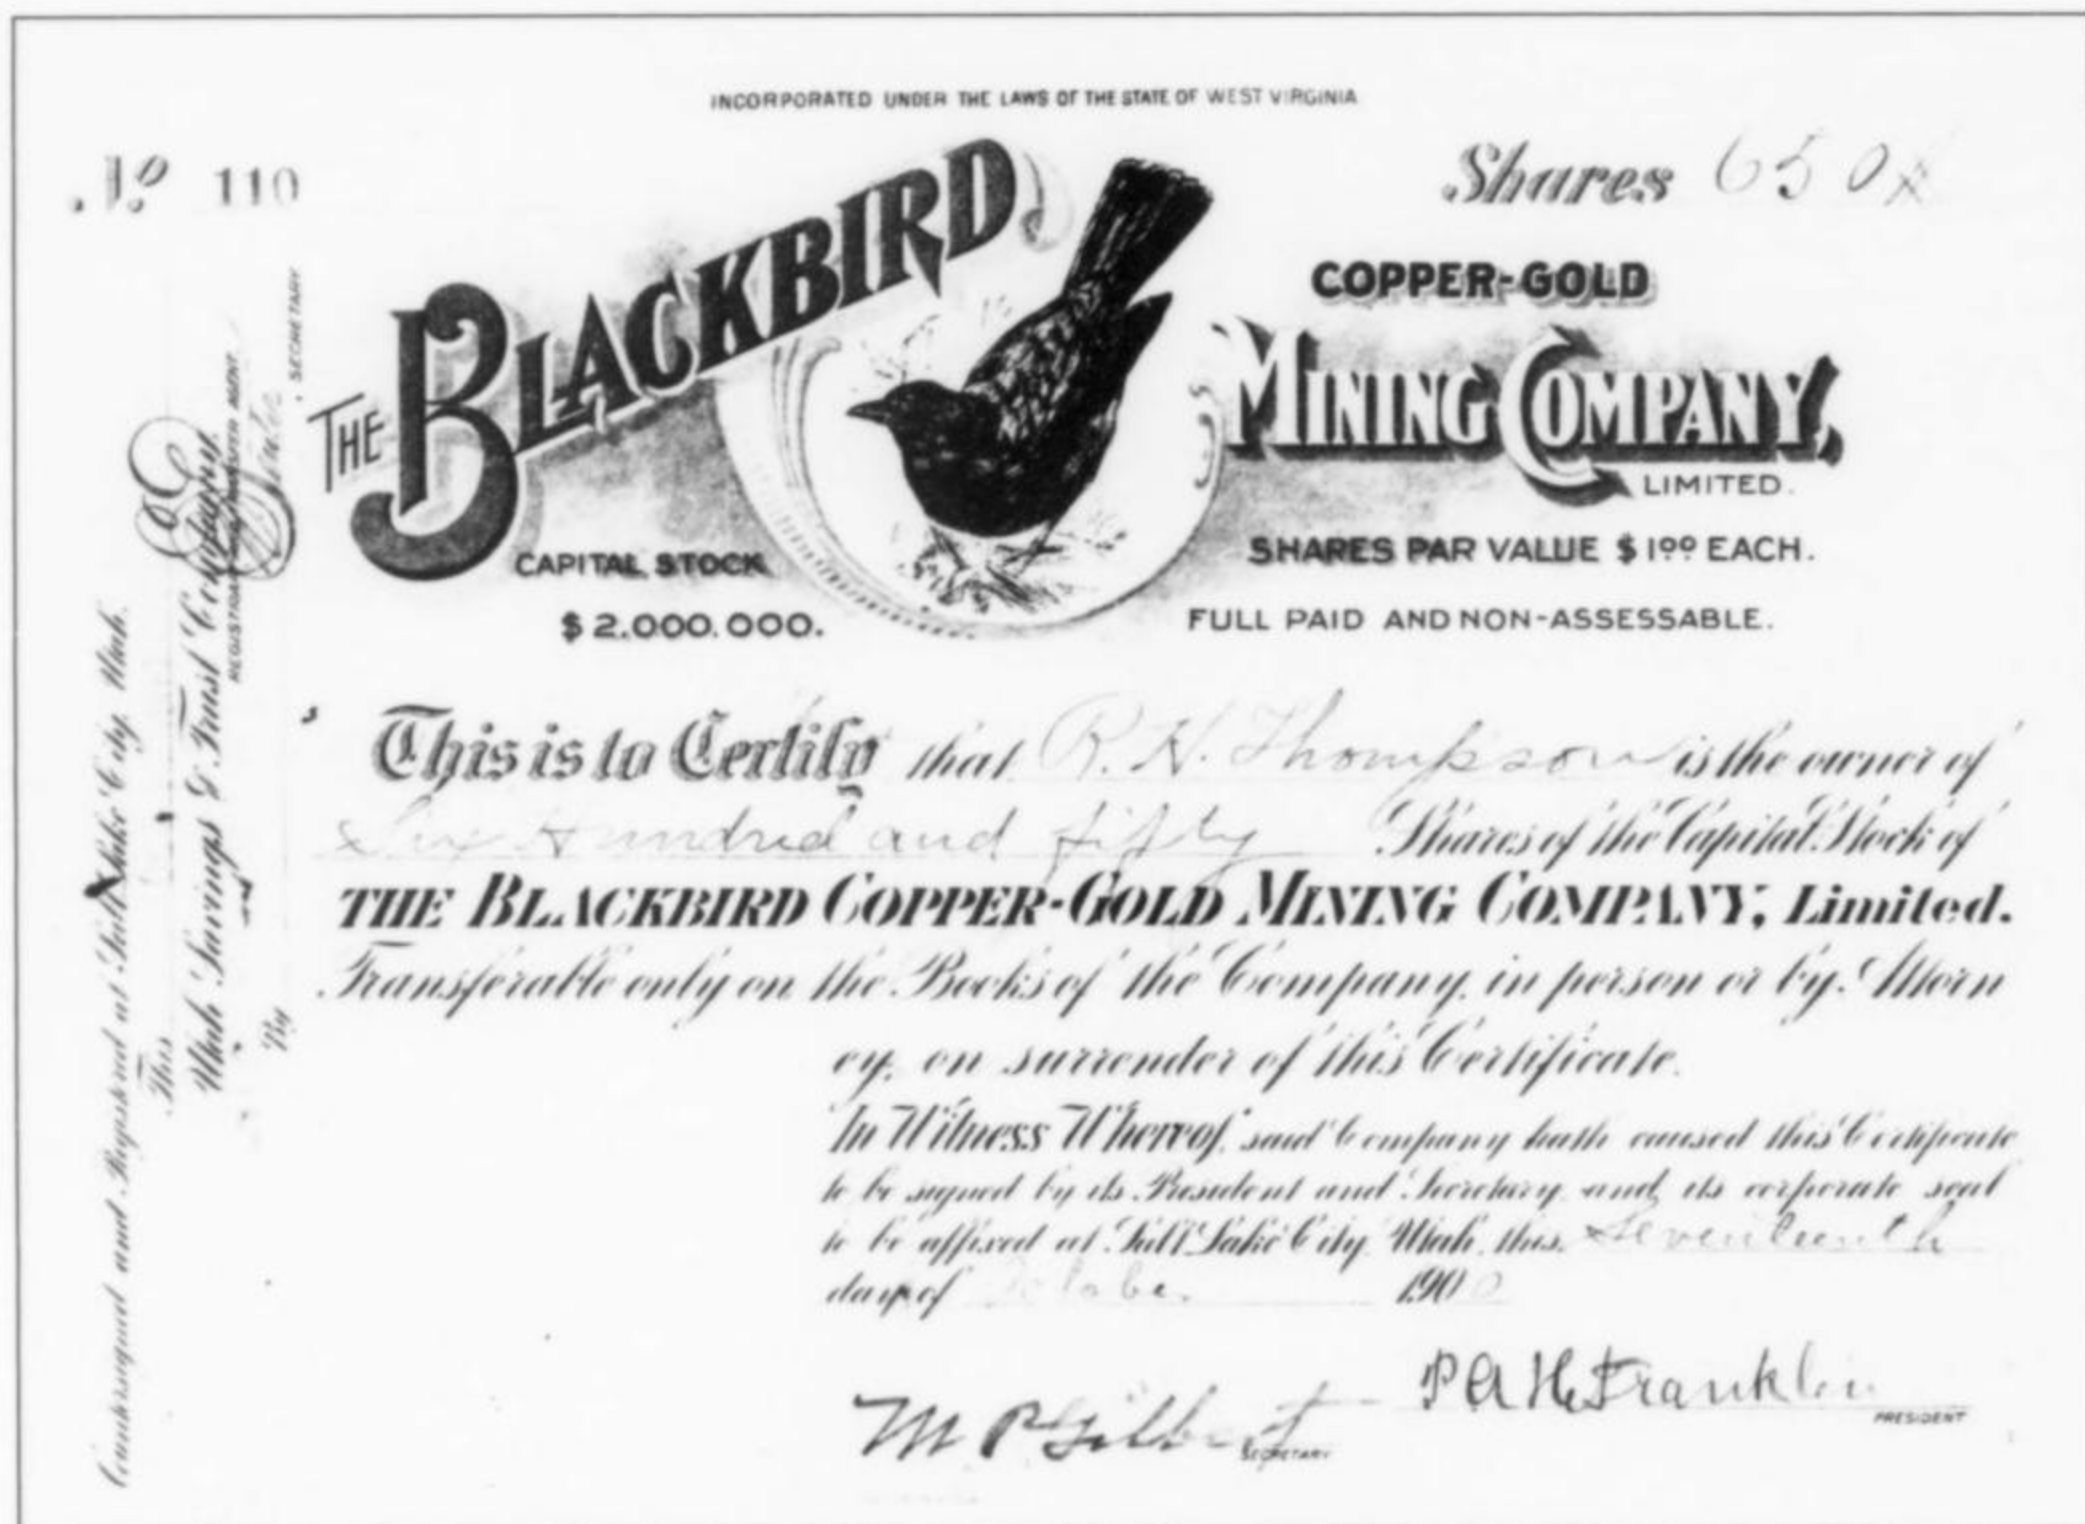 INCORPORATED UNDER THE LAWS OF THE STATE OF WEST VIRGINIA
No 110
Shares 650
THE BLACKBIRD
COPPER-GOLD
MINING COMPANY,
LIMITED.
CAPITAL STOCK
$2.000.000.
SHARES PAR VALUE $1.00 EACH.
FULL PAID AND NON-ASSESSABLE.
This is to Certify that R. H. Thompson is the owner of
Six Hundred and fifty Shares of the Capital Stock of
THE BLACKBIRD COPPER-GOLD MINING COMPANY, Limited.
Transferable only on the Books of the Company in person or by Attorn
ey, on surrender of this Certificate.
In Witness Whereof, said Company hath caused this Certificate
to be signed by its President and Secretary and its corporate seal
to be affixed at Salt Lake City Utah, this Seventeenth
day of October 1900
M P Gilbert
SECRETARY
P A H Franklin
PRESIDENT
Countersigned and Registered at Salt Lake City, Utah.
This
Utah Savings & Trust Company
REGISTRAR AGENT
By
SECRETARY